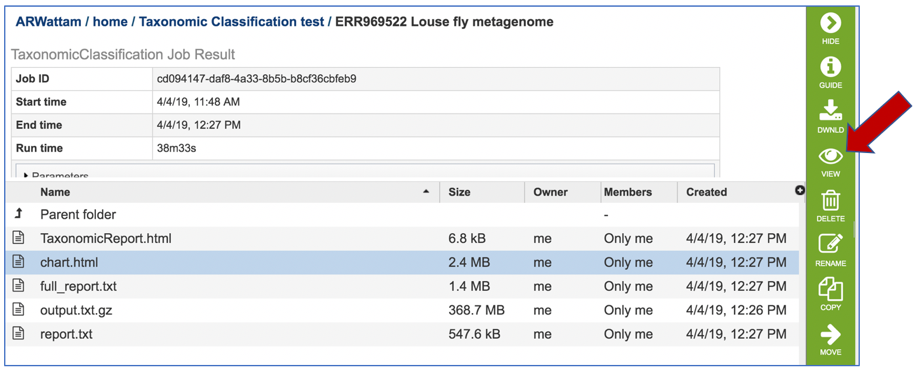 ARWattam / home / Taxonomic Classification test / ERR969522 Louse fly metagenome
TaxonomicClassification Job Result
Job ID cd094147-daf8-4a33-8b5b-b8cf36cbfeb9
Start time 4/4/19, 11:48 AM
End time 4/4/19, 12:27 PM
Run time 38m33s
Parameters
Name Size Owner Members Created
Parent folder -
TaxonomicReport.html 6.8 kB me Only me 4/4/19, 12:27 PM
chart.html 2.4 MB me Only me 4/4/19, 12:27 PM
full_report.txt 1.4 MB me Only me 4/4/19, 12:27 PM
output.txt.gz 368.7 MB me Only me 4/4/19, 12:26 PM
report.txt 547.6 kB me Only me 4/4/19, 12:27 PM
HIDE
GUIDE
DWNLD
VIEW
DELETE
RENAME
COPY
MOVE